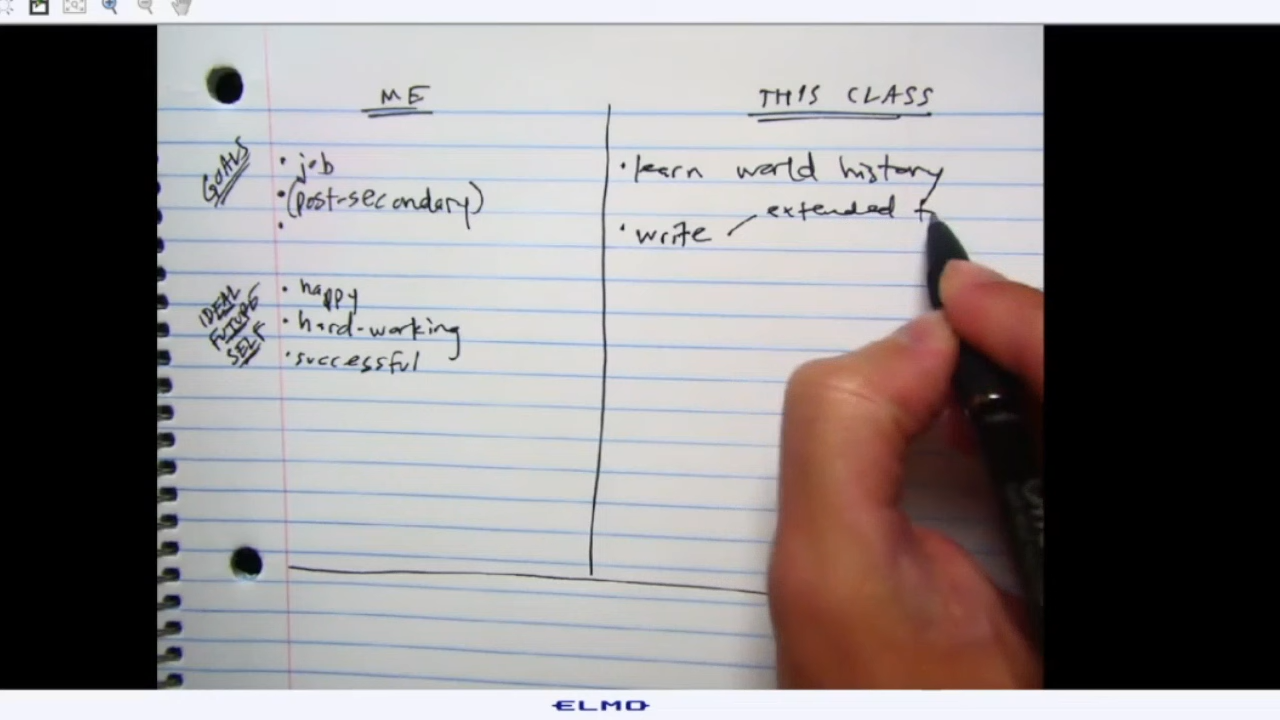 ME
THIS CLASS
GOALS
• job
• (post-secondary)
•
IDEAL
FUTURE
SELF
• happy
• hard-working
• successful
• learn world history
• write
extended
ELMO